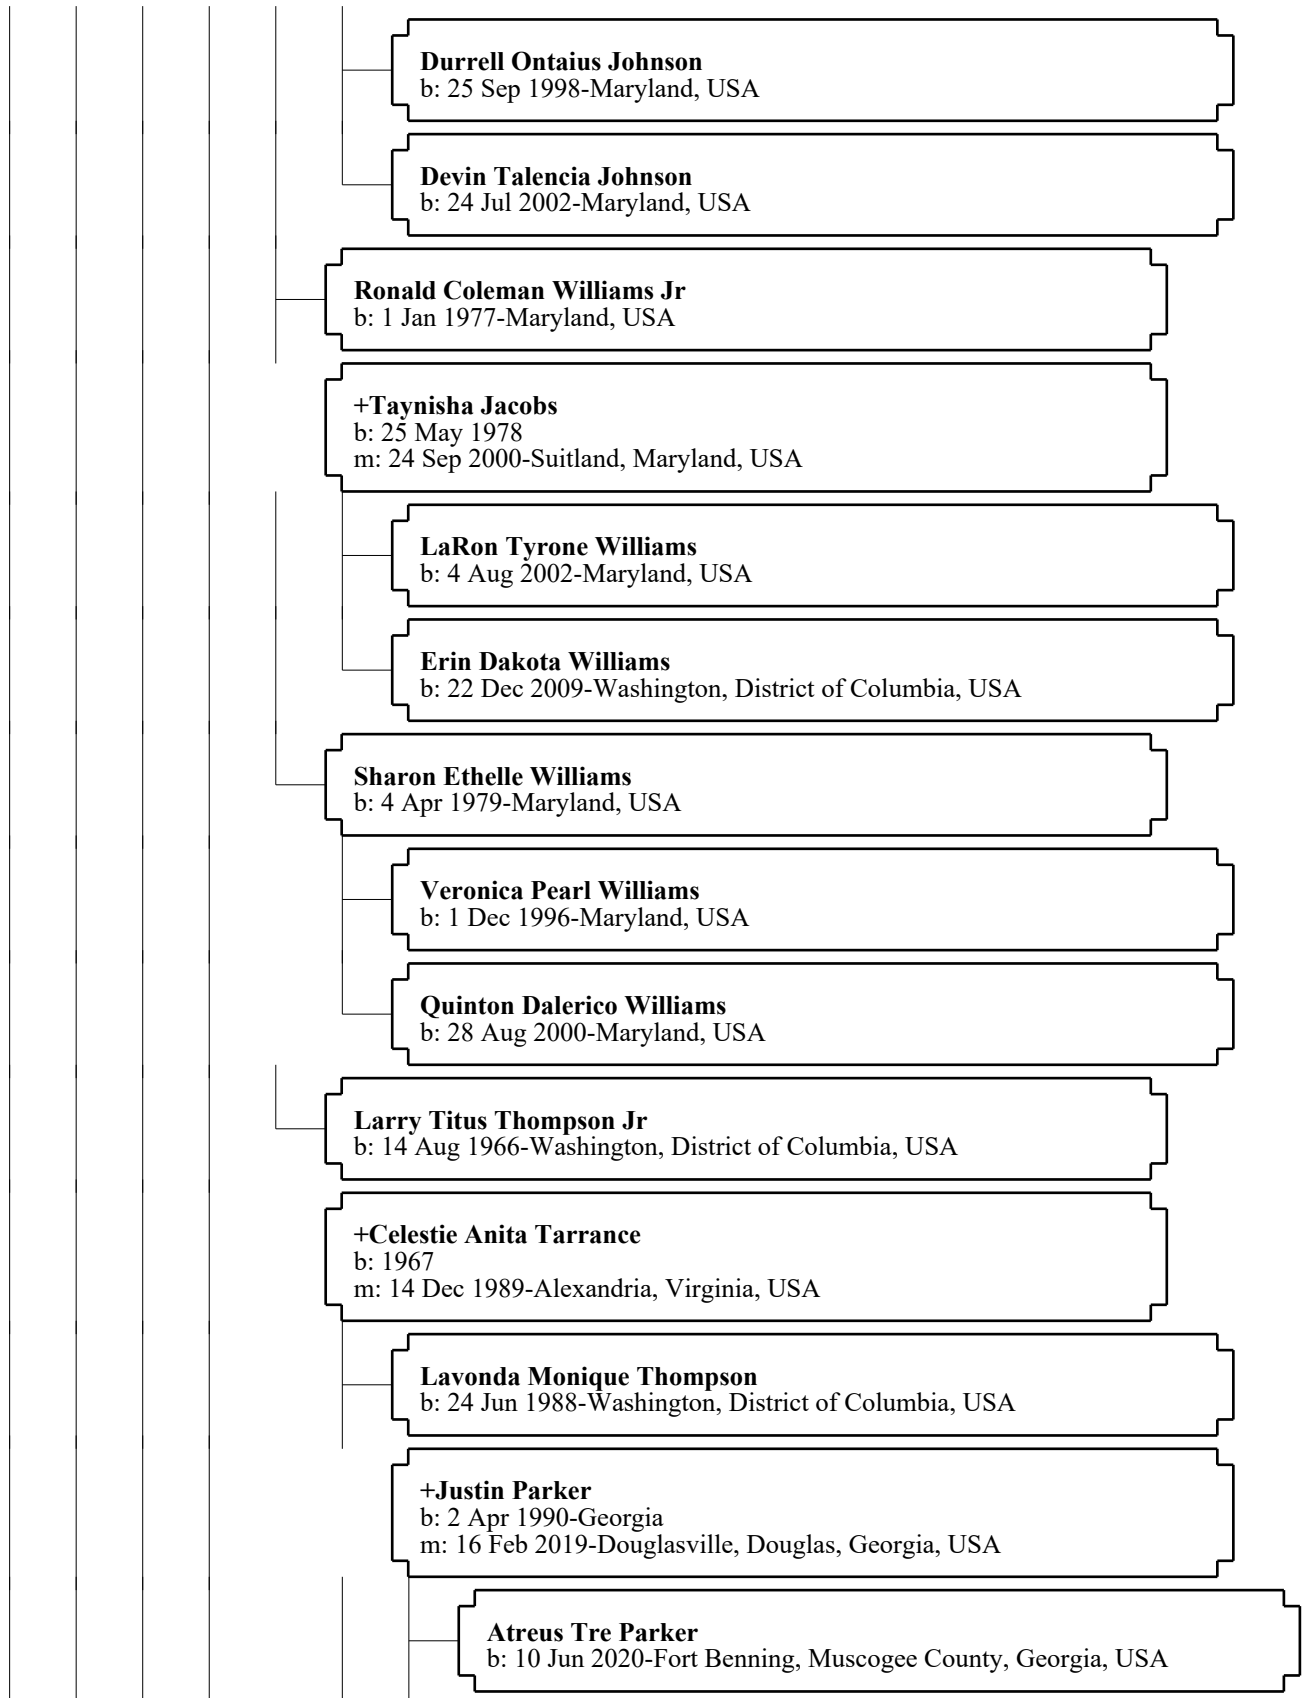 Durrell Ontaius Johnson
b: 25 Sep 1998-Maryland, USA
Devin Talencia Johnson
b: 24 Jul 2002-Maryland, USA
Ronald Coleman Williams Jr
b: 1 Jan 1977-Maryland, USA
+Taynisha Jacobs
b: 25 May 1978
m: 24 Sep 2000-Suitland, Maryland, USA
LaRon Tyrone Williams
b: 4 Aug 2002-Maryland, USA
Erin Dakota Williams
b: 22 Dec 2009-Washington, District of Columbia, USA
Sharon Ethelle Williams
b: 4 Apr 1979-Maryland, USA
Veronica Pearl Williams
b: 1 Dec 1996-Maryland, USA
Quinton Dalerico Williams
b: 28 Aug 2000-Maryland, USA
Larry Titus Thompson Jr
b: 14 Aug 1966-Washington, District of Columbia, USA
+Celestie Anita Tarrance
b: 1967
m: 14 Dec 1989-Alexandria, Virginia, USA
Lavonda Monique Thompson
b: 24 Jun 1988-Washington, District of Columbia, USA
+Justin Parker
b: 2 Apr 1990-Georgia
m: 16 Feb 2019-Douglasville, Douglas, Georgia, USA
Atreus Tre Parker
b: 10 Jun 2020-Fort Benning, Muscogee County, Georgia, USA